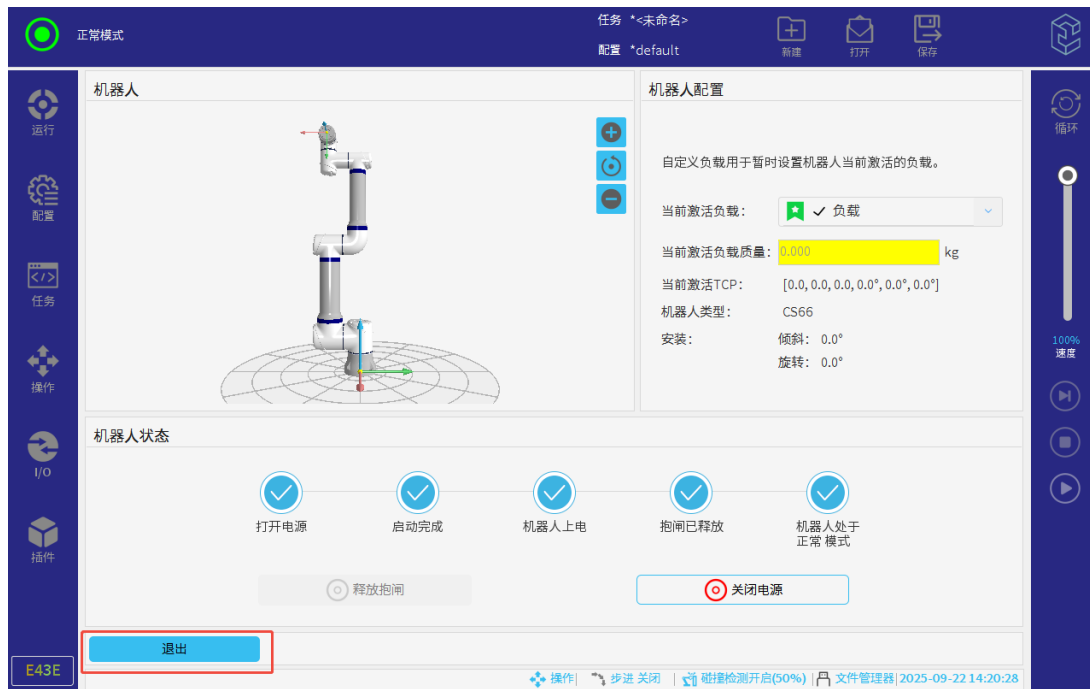 正常模式
任务 *<未命名>
配置 *default
新建
打开
保存
运行
配置
任务
操作
I/O
插件
E43E
机器人
机器人配置
自定义负载用于暂时设置机器人当前激活的负载。
当前激活负载: 负载
当前激活负载质量: 0.000 kg
当前激活TCP: [0.0, 0.0, 0.0, 0.0°, 0.0°, 0.0°]
机器人类型: CS66
安装: 倾斜: 0.0°
旋转: 0.0°
机器人状态
打开电源
启动完成
机器人上电
抱闸已释放
机器人处于
正常 模式
释放抱闸
关闭电源
退出
操作| 步进 关闭 | 碰撞检测开启(50%) | 文件管理器|2025-09-22 14:20:28
循环
100%
速度